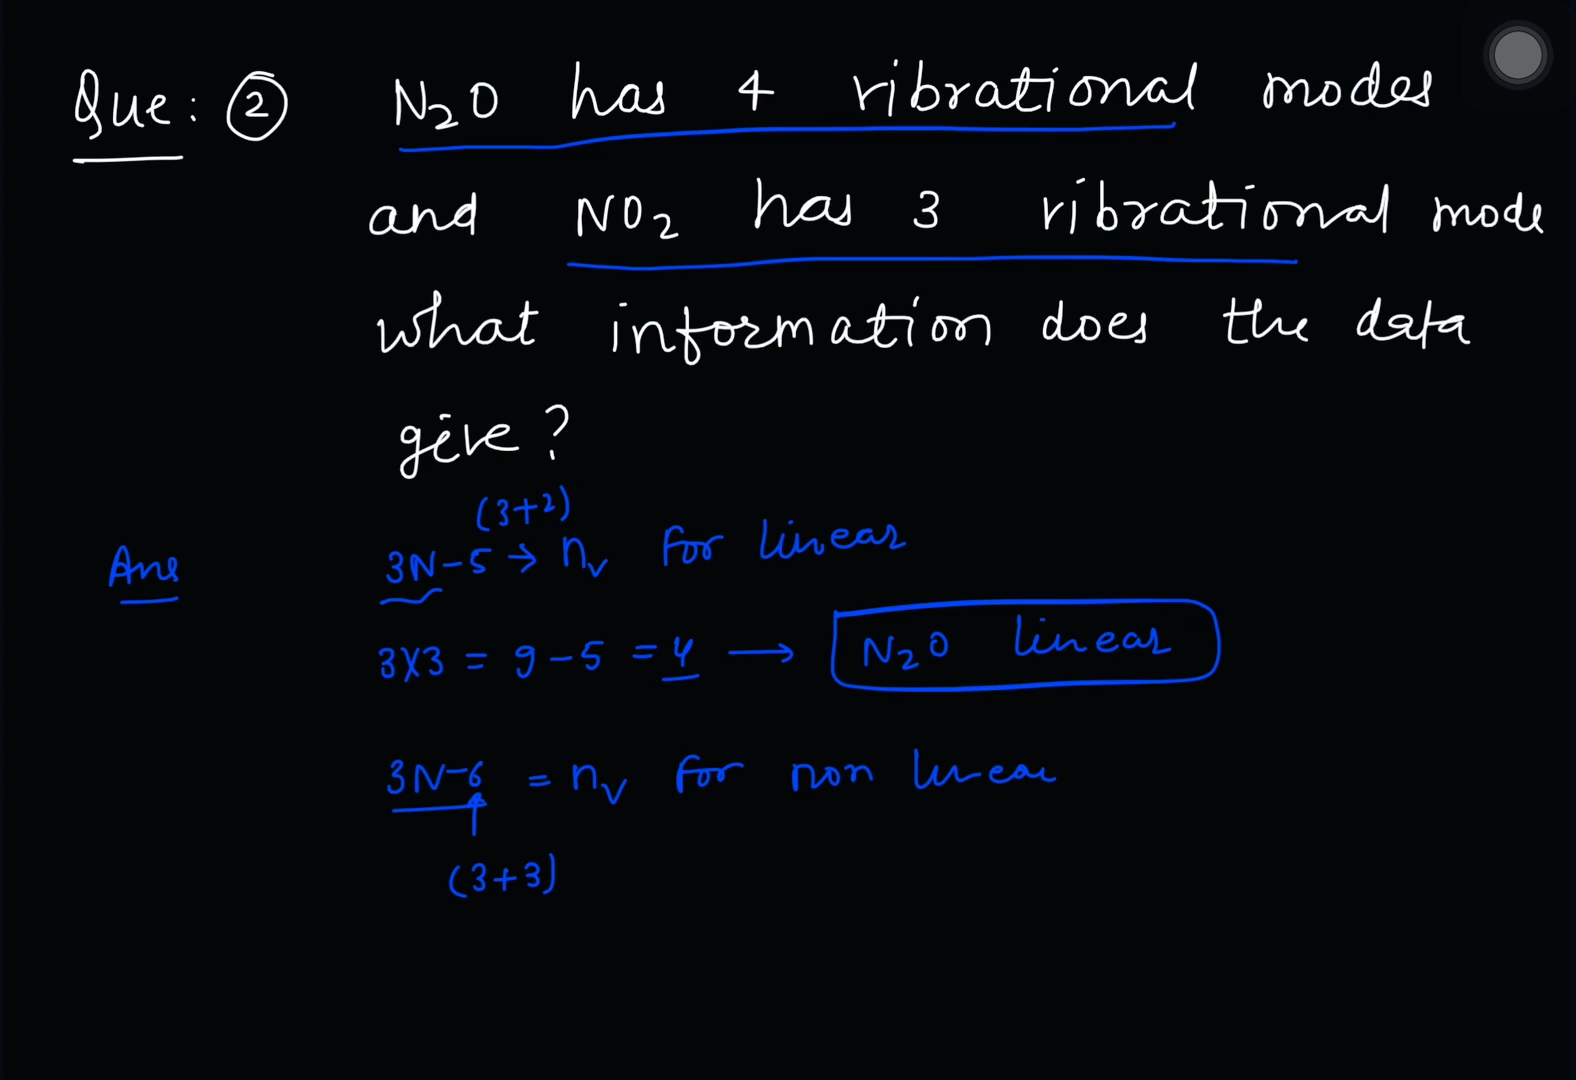 Que: ② N₂O has 4 vibrational modes
and NO₂ has 3 vibrational mode
what information does the data
give?
(3+2)
Ans 3N-5 → nᵥ for linear
3x3 = 9-5 = 4 → N₂O linear
3N-6 = nᵥ for non linear
(3+3)